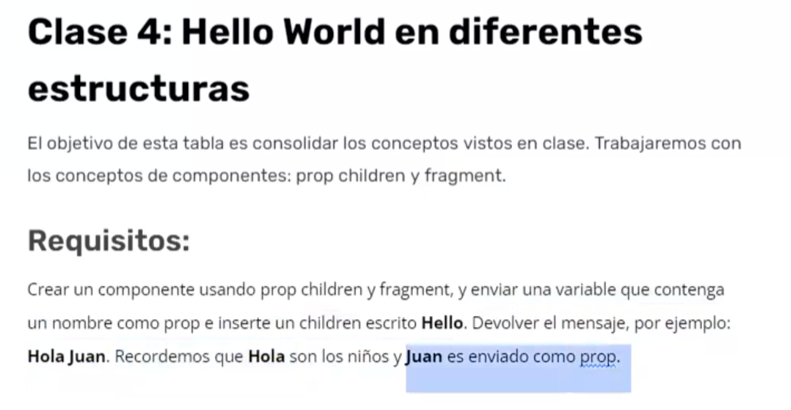 Clase 4: Hello World en diferentes
estructuras
El objetivo de esta tabla es consolidar los conceptos vistos en clase. Trabajaremos con
los conceptos de componentes: prop children y fragment.
Requisitos:
Crear un componente usando prop children y fragment, y enviar una variable que contenga
un nombre como prop e inserte un children escrito Hello. Devolver el mensaje, por ejemplo:
Hola Juan. Recordemos que Hola son los niños y Juan es enviado como prop.